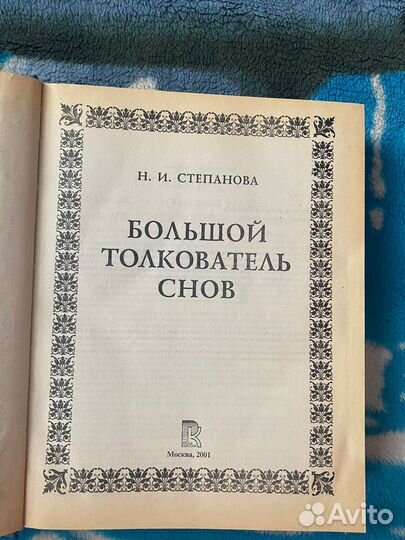 Н. И. СТЕПАНОВА
БОЛЬШОЙ
ТОЛКОВАТЕЛЬ
СНОВ
Москва, 2001
Avito